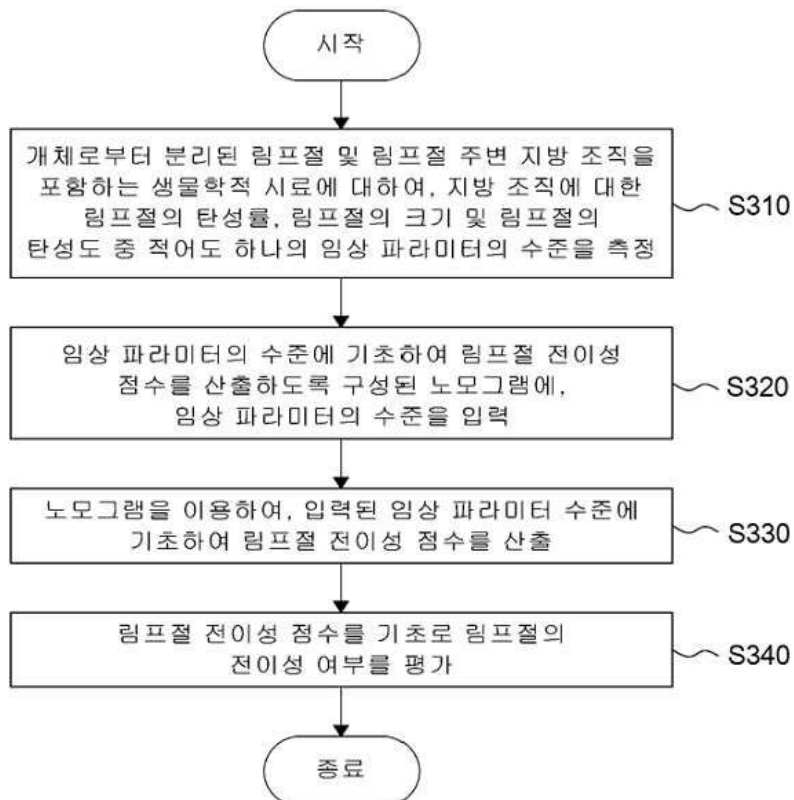 시작
개체로부터 분리된 림프절 및 림프절 주변 지방 조직을
포함하는 생물학적 시료에 대하여, 지방 조직에 대한
림프절의 탄성률, 림프절의 크기 및 림프절의
탄성도 중 적어도 하나의 임상 파라미터의 수준을 측정
S310
임상 파라미터의 수준에 기초하여 림프절 전이성
점수를 산출하도록 구성된 노모그램에,
임상 파라미터의 수준을 입력
S320
노모그램을 이용하여, 입력된 임상 파라미터 수준에
기초하여 림프절 전이성 점수를 산출
S330
림프절 전이성 점수를 기초로 림프절의
전이성 여부를 평가
S340
종료